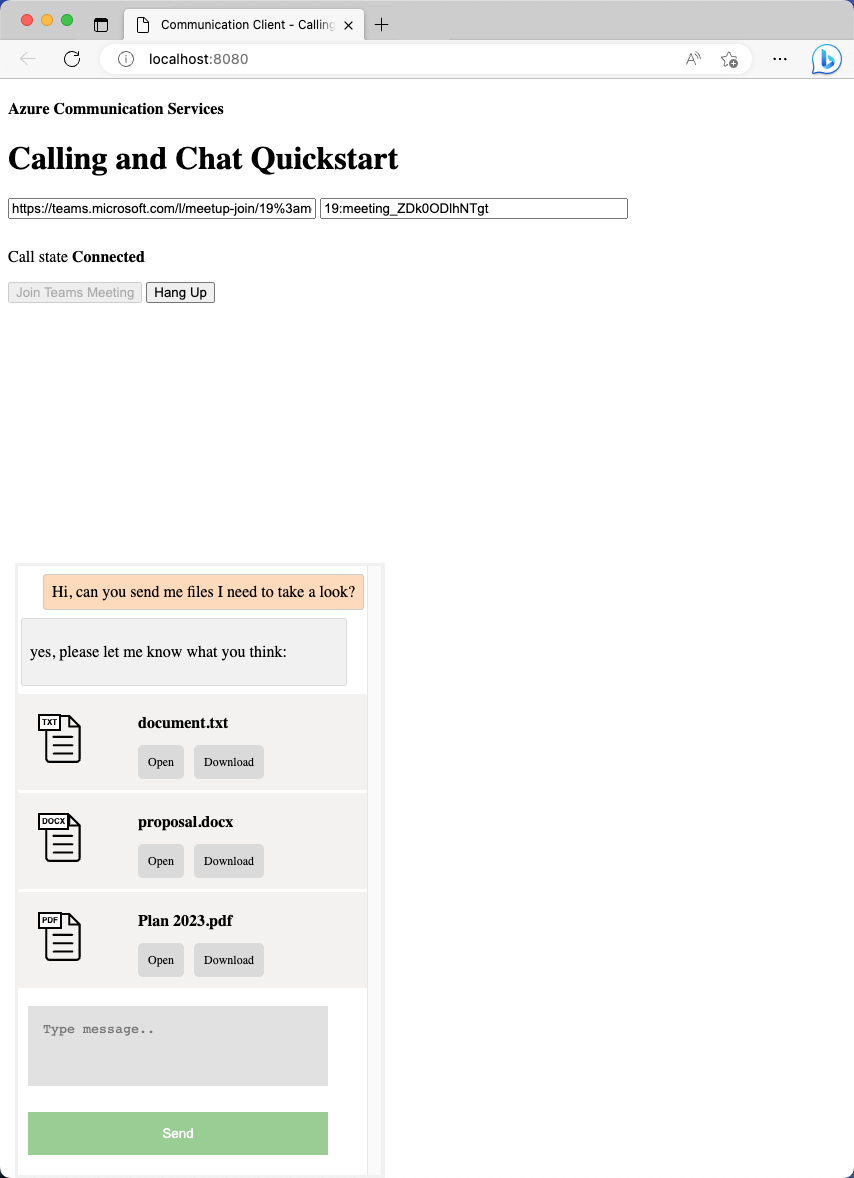 Communication Client - Calling
localhost:8080
Azure Communication Services
Calling and Chat Quickstart
https://teams.microsoft.com/l/meetup-join/19%3am 19:meeting_ZDk0ODlhNTgt
Call state Connected
Join Teams Meeting Hang Up
Hi, can you send me files I need to take a look?
yes, please let me know what you think:
TXT document.txt
Open Download
DOCX proposal.docx
Open Download
PDF Plan 2023.pdf
Open Download
Type message..
Send